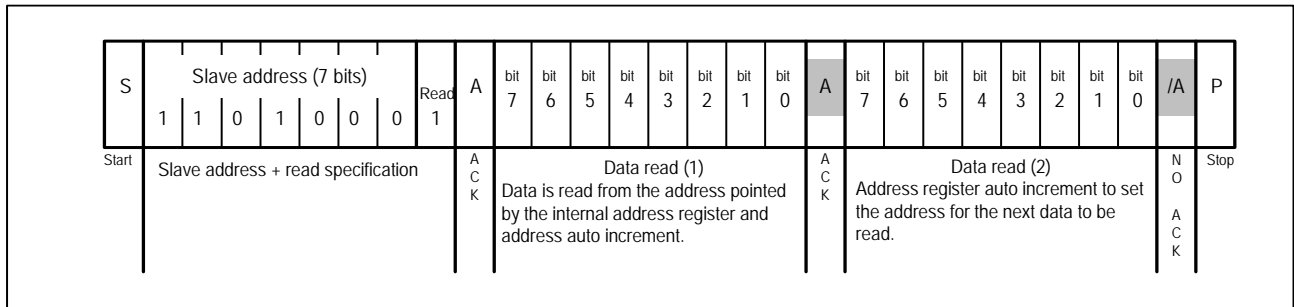 S
Slave address (7 bits)
1 1 0 1 0 0 0
Read
1
A
bit 7 bit 6 bit 5 bit 4 bit 3 bit 2 bit 1 bit 0
A
bit 7 bit 6 bit 5 bit 4 bit 3 bit 2 bit 1 bit 0
/A
P
Start
Slave address + read specification
A
C
K
Data read (1)
Data is read from the address pointed
by the internal address register and
address auto increment.
A
C
K
Data read (2)
Address register auto increment to set
the address for the next data to be
read.
N
O
A
C
K
Stop